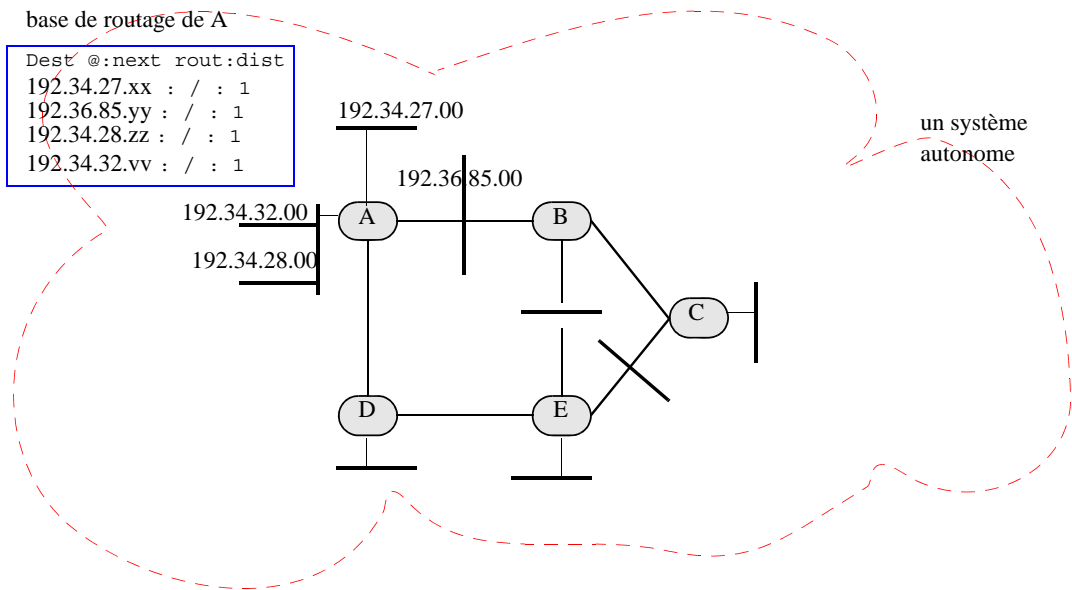 base de routage de A
Dest @:next rout:dist
192.34.27.xx : / : 1
192.36.85.yy : / : 1
192.34.28.zz : / : 1
192.34.32.vv : / : 1
192.34.27.00
un système
autonome
192.36.85.00
192.34.32.00
A
B
192.34.28.00
C
D
E